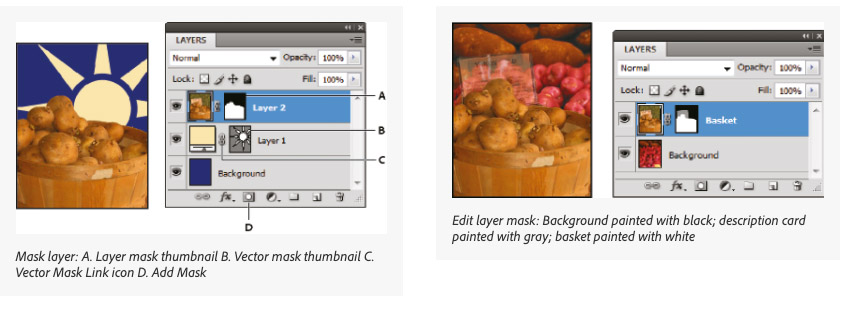 LAYERS
Normal Opacity: 100%
Lock: Fill: 100%
Layer 2
A
Layer 1
B
C
Background
fx.
D
Mask layer: A. Layer mask thumbnail B. Vector mask thumbnail C.
Vector Mask Link icon D. Add Mask
LAYERS
Normal Opacity: 100%
Lock: Fill: 100%
Basket
Background
fx.
Edit layer mask: Background painted with black; description card
painted with gray; basket painted with white